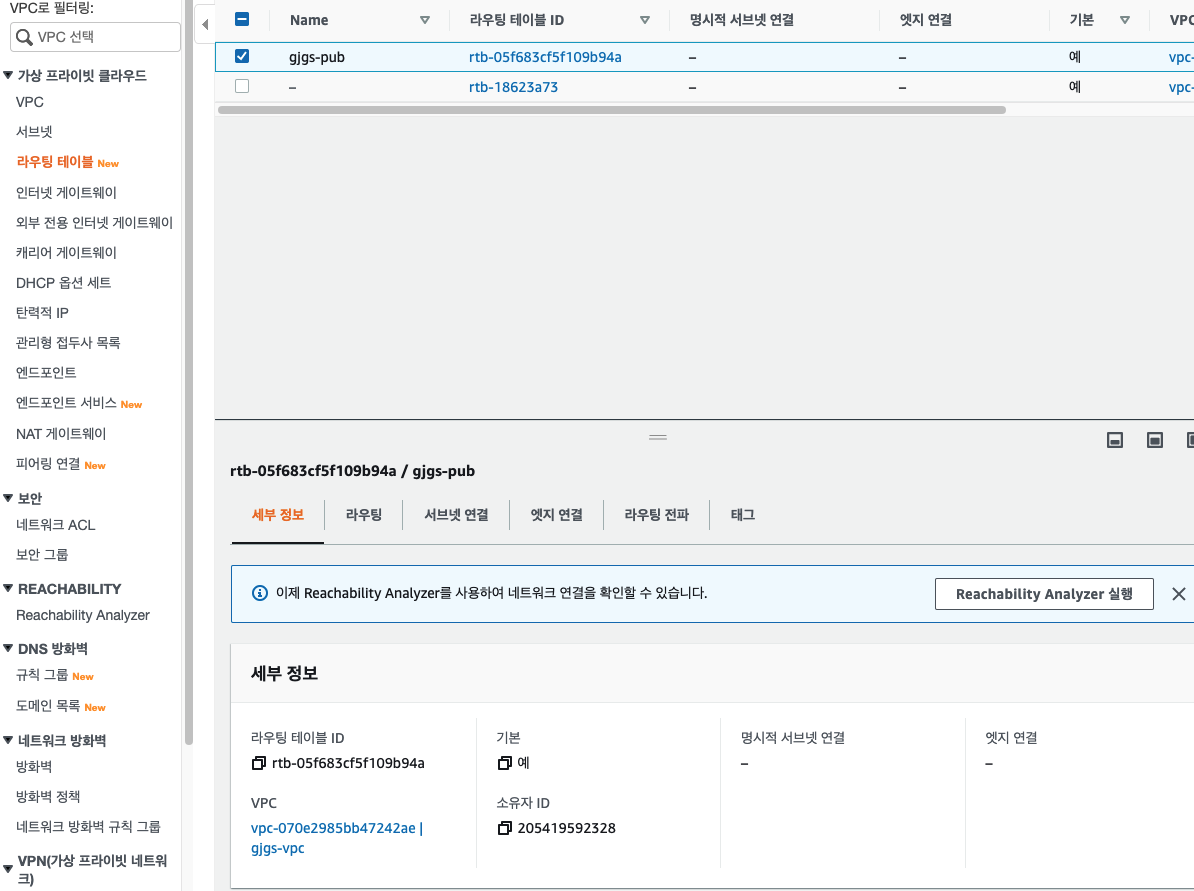 VPC로 필터링:
VPC 선택
가상 프라이빗 클라우드
VPC
서브넷
라우팅 테이블 New
인터넷 게이트웨이
외부 전용 인터넷 게이트웨이
캐리어 게이트웨이
DHCP 옵션 세트
탄력적 IP
관리형 접두사 목록
엔드포인트
엔드포인트 서비스 New
NAT 게이트웨이
피어링 연결 New
보안
네트워크 ACL
보안 그룹
REACHABILITY
Reachability Analyzer
DNS 방화벽
규칙 그룹 New
도메인 목록 New
네트워크 방화벽
방화벽
방화벽 정책
네트워크 방화벽 규칙 그룹
VPN(가상 프라이빗 네트워
크)
Name 라우팅 테이블 ID 명시적 서브넷 연결 엣지 연결 기본 VPC
gjgs-pub rtb-05f683cf5f109b94a – – 예 vpc-
– rtb-18623a73 – – 예 vpc-
rtb-05f683cf5f109b94a / gjgs-pub
세부 정보 라우팅 서브넷 연결 엣지 연결 라우팅 전파 태그
이제 Reachability Analyzer를 사용하여 네트워크 연결을 확인할 수 있습니다. Reachability Analyzer 실행
세부 정보
라우팅 테이블 ID 기본 명시적 서브넷 연결 엣지 연결
rtb-05f683cf5f109b94a 예 – –
VPC 소유자 ID
vpc-070e2985bb47242ae | 205419592328
gjgs-vpc